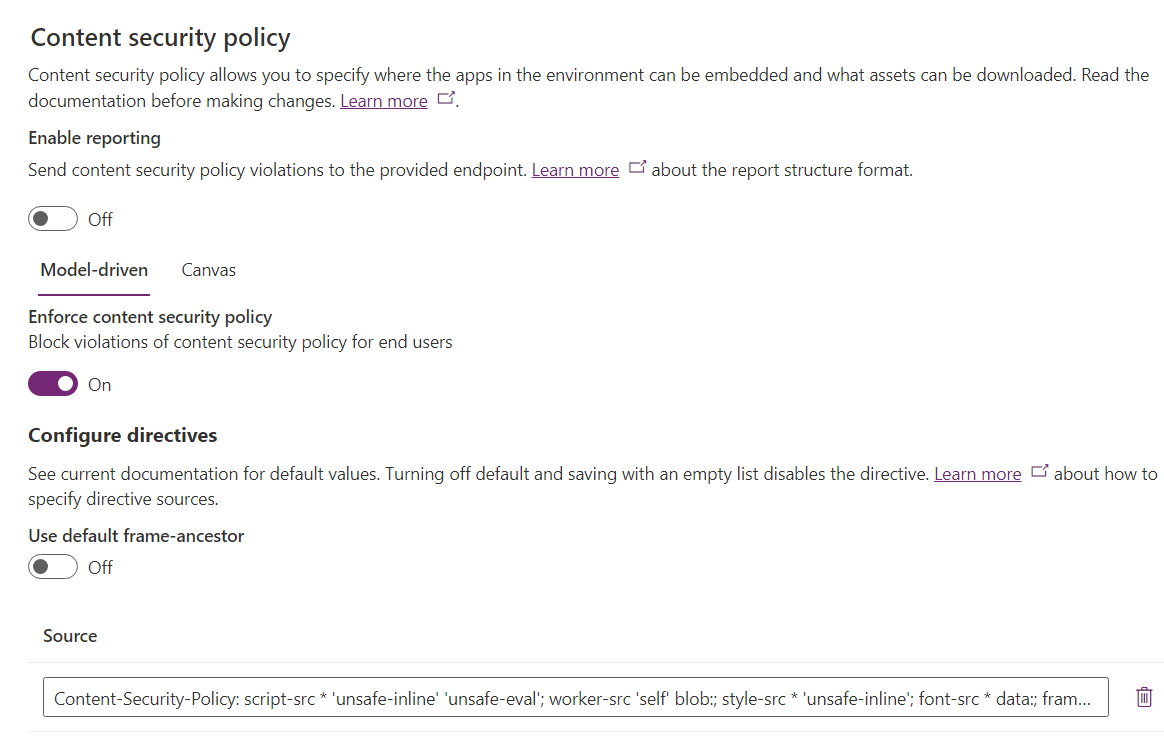 Content security policy
Content security policy allows you to specify where the apps in the environment can be embedded and what assets can be downloaded. Read the
documentation before making changes. Learn more .
Enable reporting
Send content security policy violations to the provided endpoint. Learn more about the report structure format.
Off
Model-driven Canvas
Enforce content security policy
Block violations of content security policy for end users
On
Configure directives
See current documentation for default values. Turning off default and saving with an empty list disables the directive. Learn more about how to
specify directive sources.
Use default frame-ancestor
Off
Source
Content-Security-Policy: script-src * 'unsafe-inline' 'unsafe-eval'; worker-src 'self' blob:; style-src * 'unsafe-inline'; font-src * data:; fram...